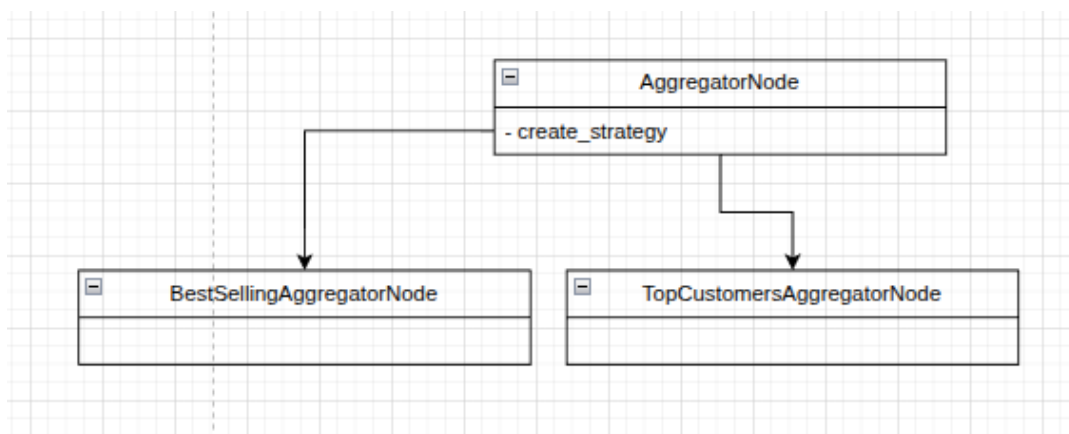 AggregatorNode
- create_strategy
BestSellingAggregatorNode
TopCustomersAggregatorNode